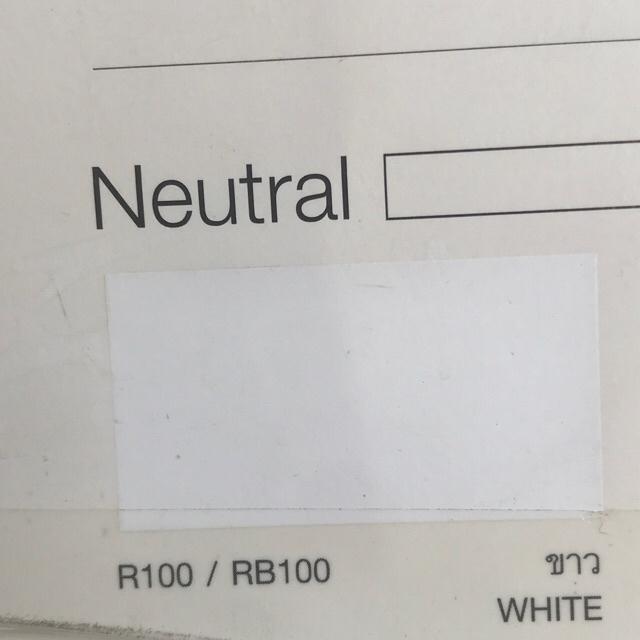 Neutral
R100 / RB100
ขาว
WHITE